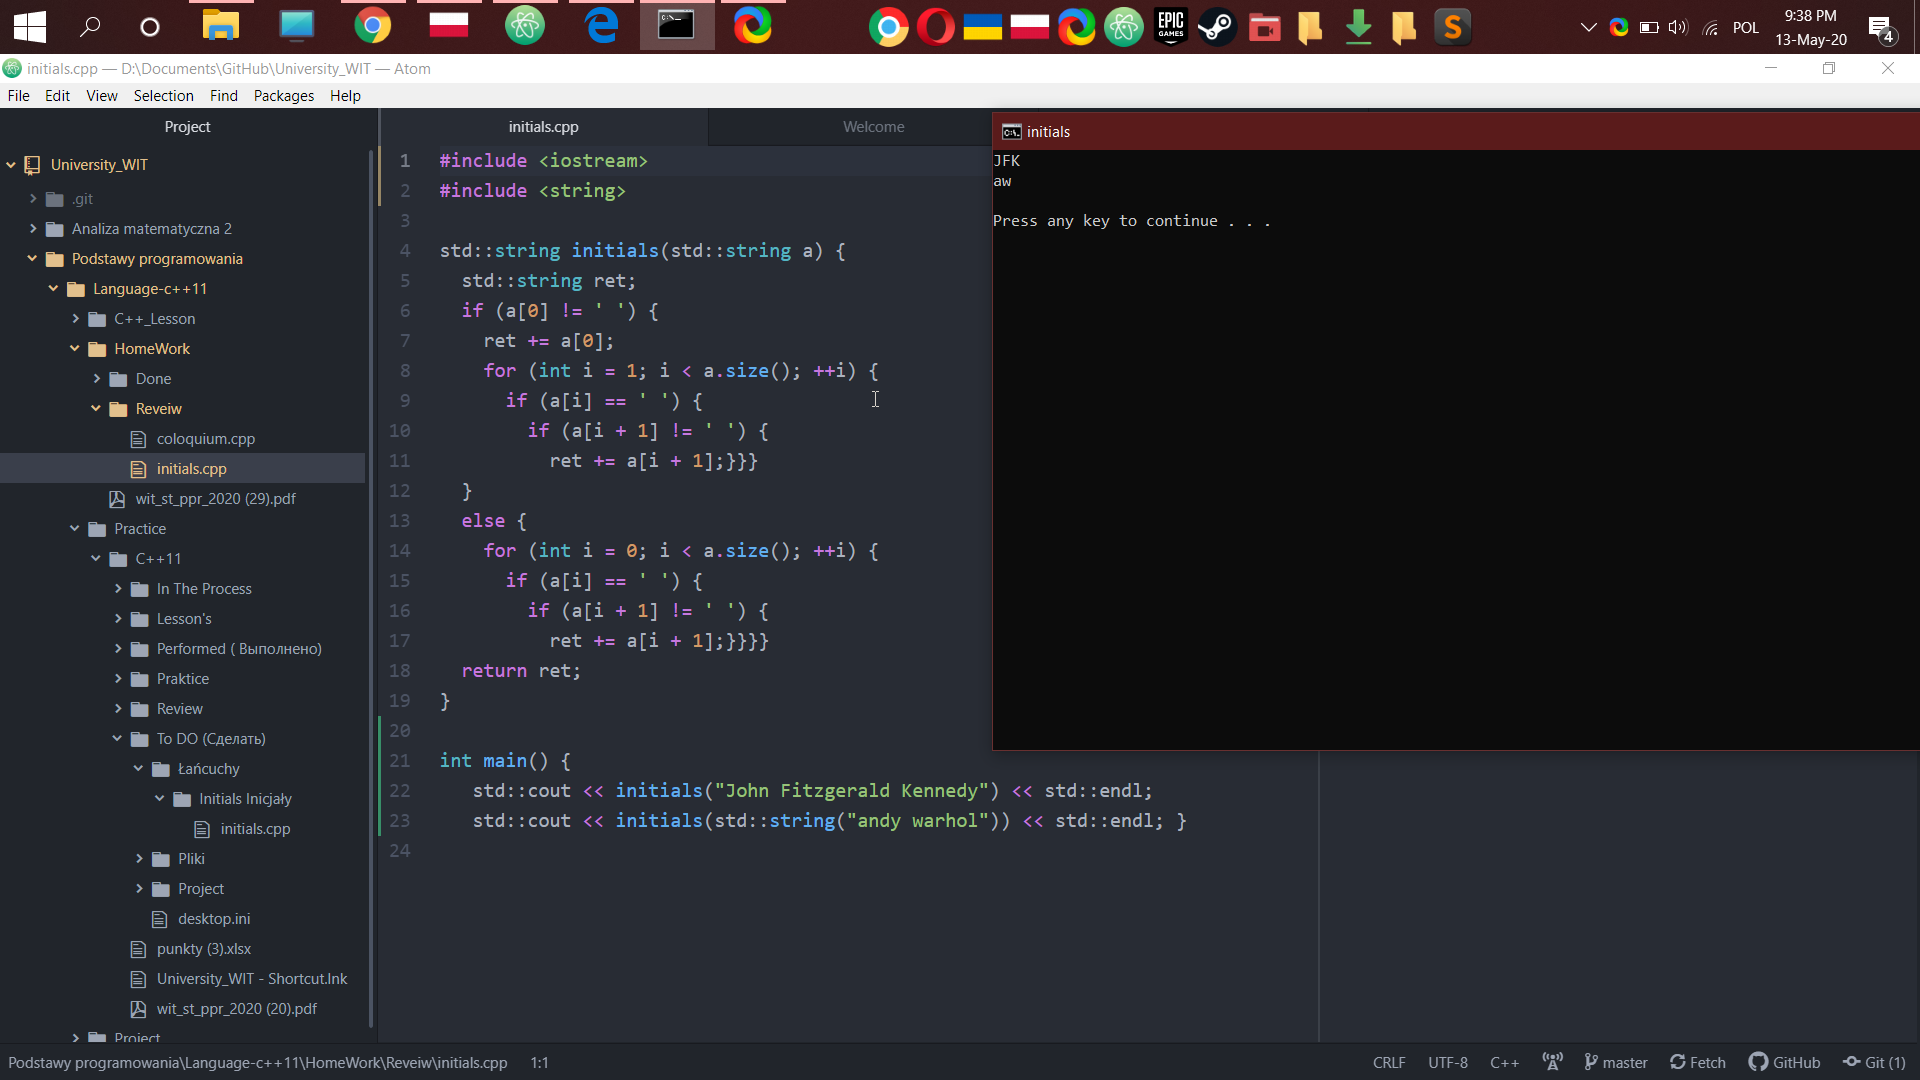 EPIC
GAMES
S
POL
9:38 PM
13-May-20
4
initials.cpp — D:\Documents\GitHub\University_WIT — Atom
File Edit View Selection Find Packages Help
Project
University_WIT
.git
Analiza matematyczna 2
Podstawy programowania
Language-c++11
C++_Lesson
HomeWork
Done
Reveiw
coloquium.cpp
initials.cpp
wit_st_ppr_2020 (29).pdf
Practice
C++11
In The Process
Lesson's
Performed ( Выполнено)
Praktice
Review
To DO (Сделать)
Łańcuchy
Initials Inicjały
initials.cpp
Pliki
Project
desktop.ini
punkty (3).xlsx
University_WIT - Shortcut.lnk
wit_st_ppr_2020 (20).pdf
Project
initials.cpp Welcome
1 #include <iostream>
2 #include <string>
3
4 std::string initials(std::string a) {
5 std::string ret;
6 if (a[0] != ' ') {
7 ret += a[0];
8 for (int i = 1; i < a.size(); ++i) {
9 if (a[i] == ' ') {
10 if (a[i + 1] != ' ') {
11 ret += a[i + 1];}}}
12 }
13 else {
14 for (int i = 0; i < a.size(); ++i) {
15 if (a[i] == ' ') {
16 if (a[i + 1] != ' ') {
17 ret += a[i + 1];}}}}
18 return ret;
19 }
20
21 int main() {
22 std::cout << initials("John Fitzgerald Kennedy") << std::endl;
23 std::cout << initials(std::string("andy warhol")) << std::endl; }
24
C:\. initials
JFK
aw
Press any key to continue . . .
Podstawy programowania\Language-c++11\HomeWork\Reveiw\initials.cpp 1:1 CRLF UTF-8 C++ master Fetch GitHub Git (1)